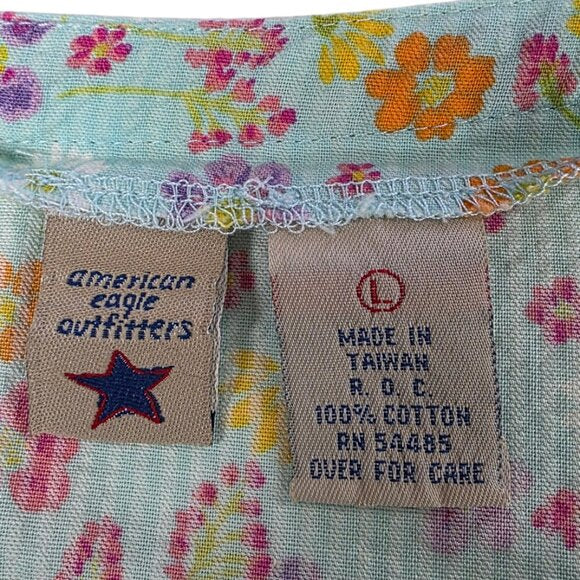 american
eagle
outfitters
L
MADE IN
TAIWAN
R. O. C.
100% COTTON
RN 54485
OVER FOR CARE